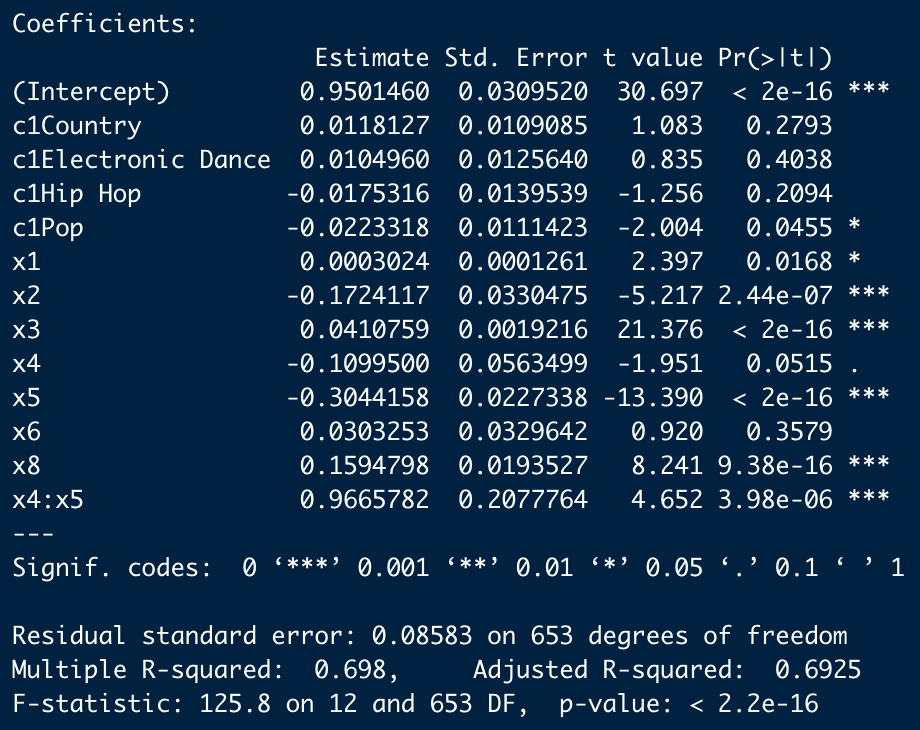 Coefficients:
                     Estimate Std. Error t value Pr(>|t|)
(Intercept)         0.9501460  0.0309520  30.697  < 2e-16 ***
c1Country           0.0118127  0.0109085   1.083   0.2793
c1Electronic Dance  0.0104960  0.0125640   0.835   0.4038
c1Hip Hop          -0.0175316  0.0139539  -1.256   0.2094
c1Pop              -0.0223318  0.0111423  -2.004   0.0455 *
x1                  0.0003024  0.0001261   2.397   0.0168 *
x2                 -0.1724117  0.0330475  -5.217 2.44e-07 ***
x3                  0.0410759  0.0019216  21.376  < 2e-16 ***
x4                 -0.1099500  0.0563499  -1.951   0.0515 .
x5                 -0.3044158  0.0227338 -13.390  < 2e-16 ***
x6                  0.0303253  0.0329642   0.920   0.3579
x8                  0.1594798  0.0193527   8.241 9.38e-16 ***
x4:x5               0.9665782  0.2077764   4.652 3.98e-06 ***
---
Signif. codes:  0 ‘***’ 0.001 ‘**’ 0.01 ‘*’ 0.05 ‘.’ 0.1 ‘ ’ 1

Residual standard error: 0.08583 on 653 degrees of freedom
Multiple R-squared:  0.698,     Adjusted R-squared:  0.6925
F-statistic: 125.8 on 12 and 653 DF,  p-value: < 2.2e-16